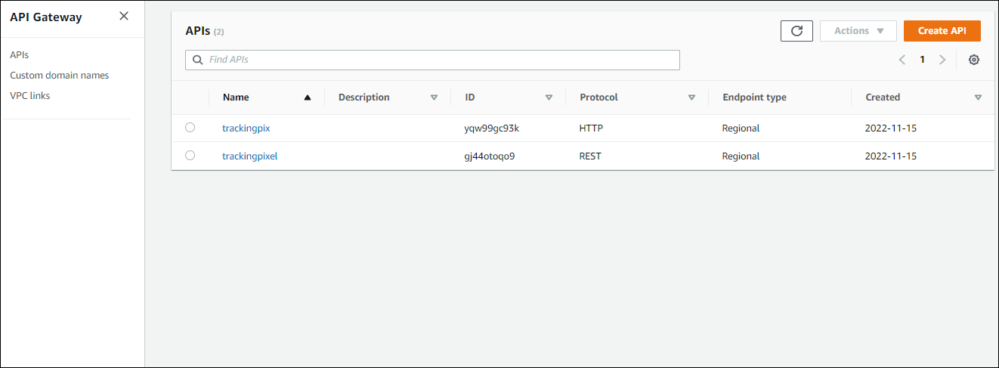 API Gateway
APIs
Custom domain names
VPC links
APIs (2)
Actions
Create API
Find APIs
1
Name Description ID Protocol Endpoint type Created
trackingpix yqw99gc93k HTTP Regional 2022-11-15
trackingpixel gj44otoqo9 REST Regional 2022-11-15